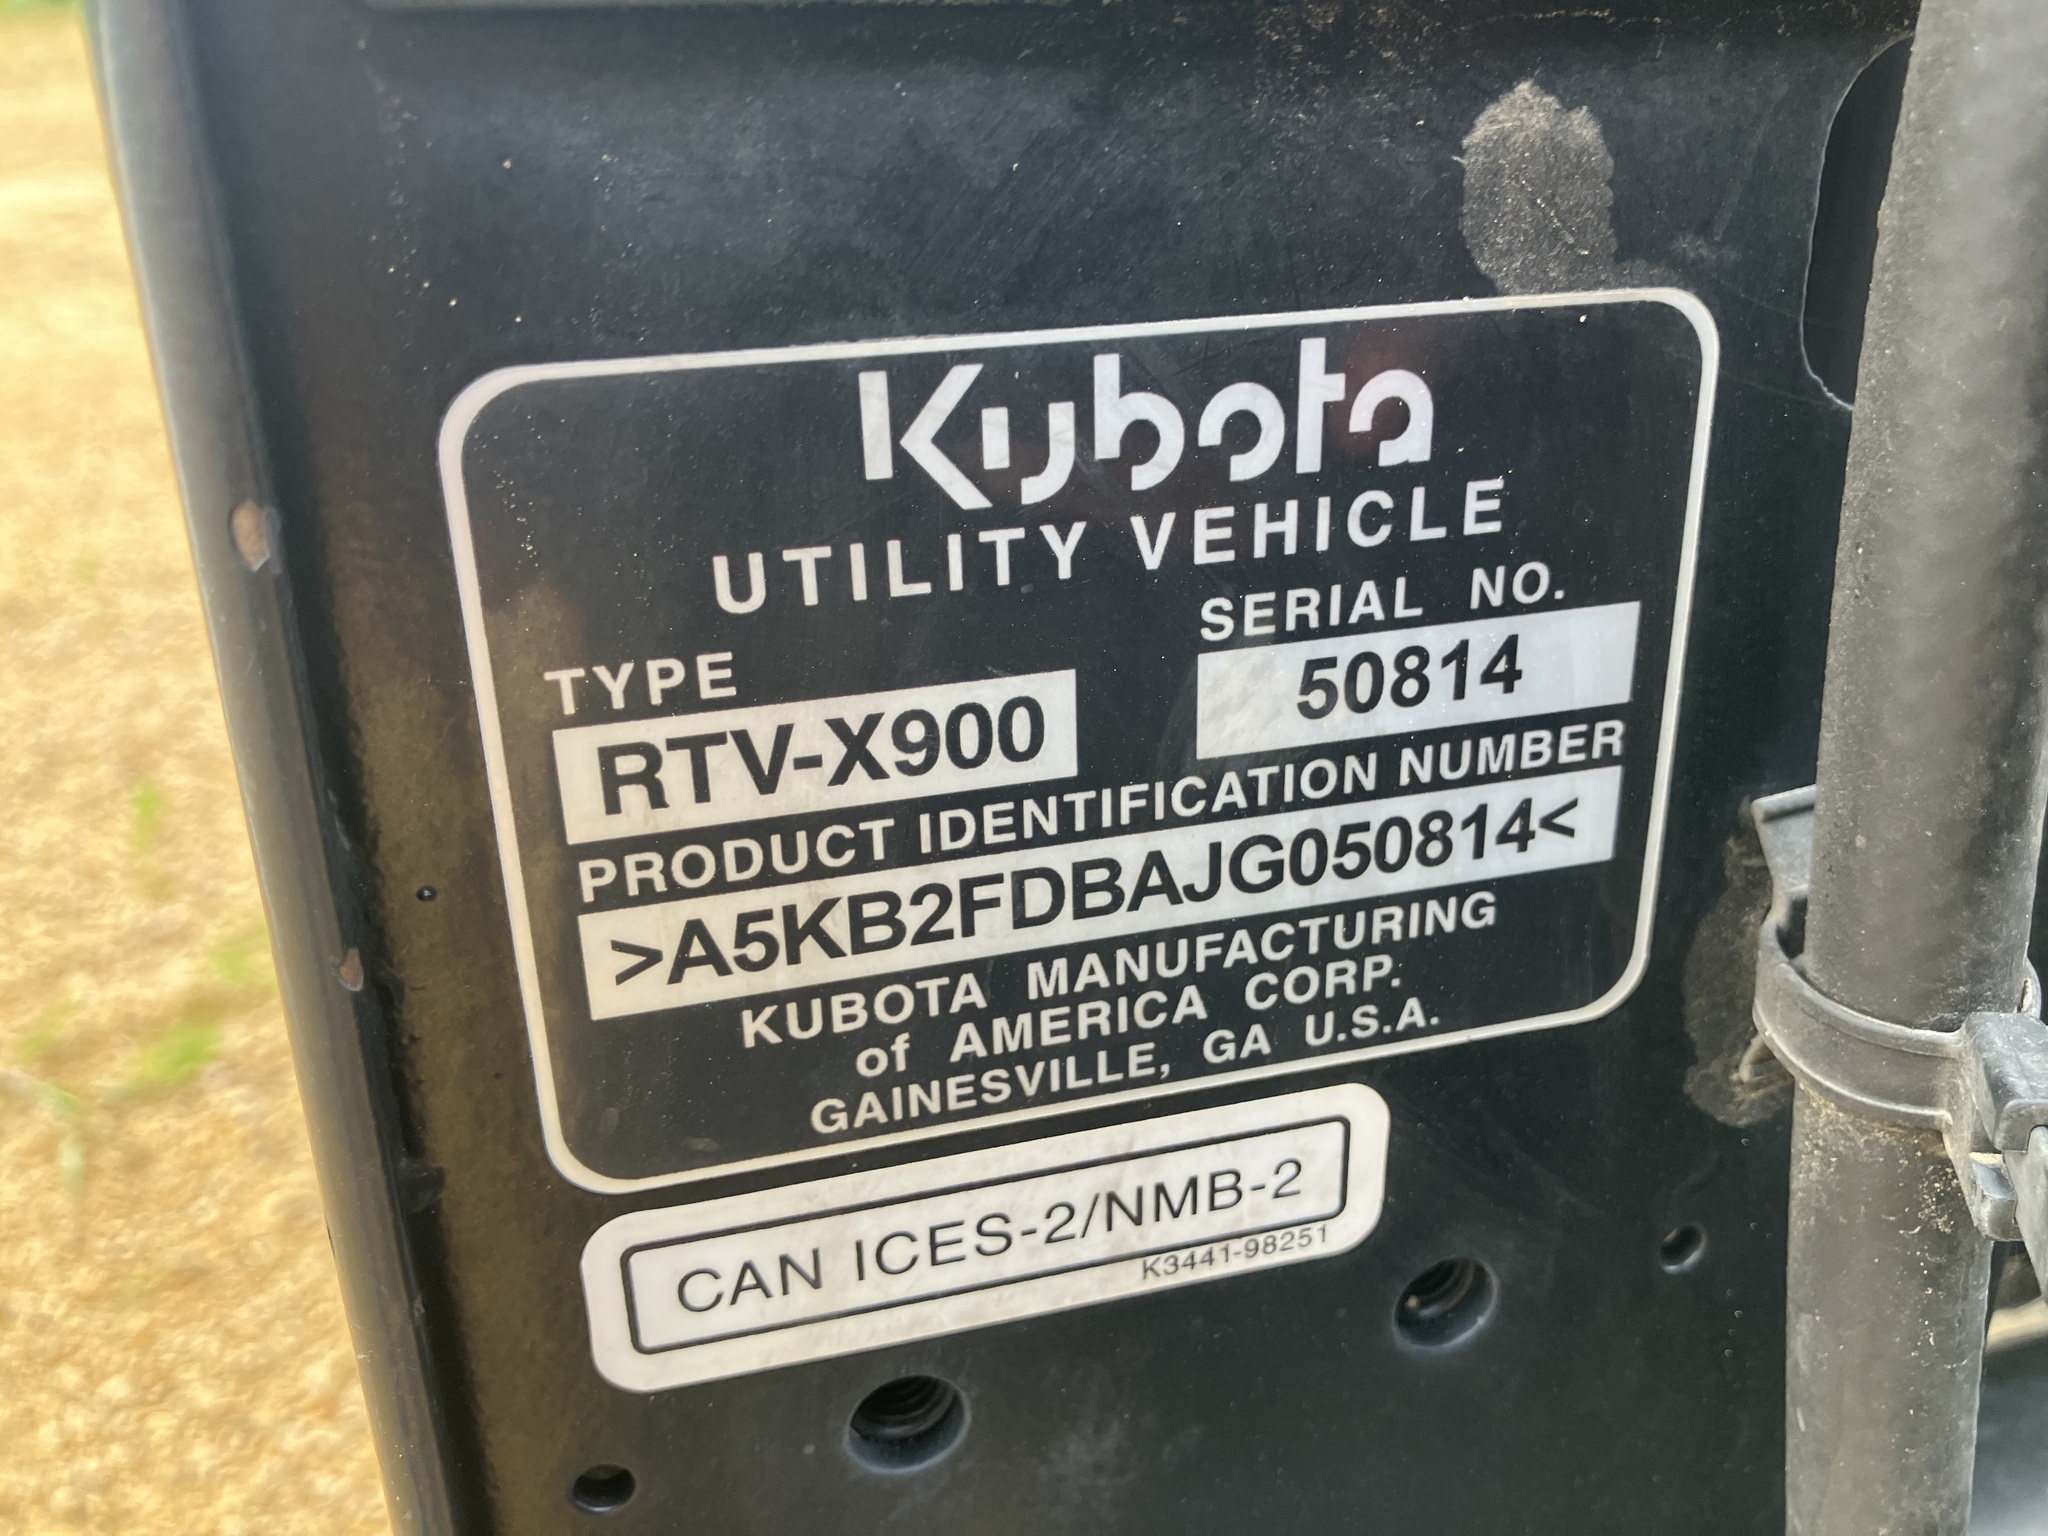 Kubota
UTILITY VEHICLE
TYPE
SERIAL NO.
RTV-X900
50814
PRODUCT IDENTIFICATION NUMBER
>A5KB2FDBAJG050814<
KUBOTA MANUFACTURING
of AMERICA CORP.
GAINESVILLE, GA U.S.A.
CAN ICES-2/NMB-2
K3441-98251